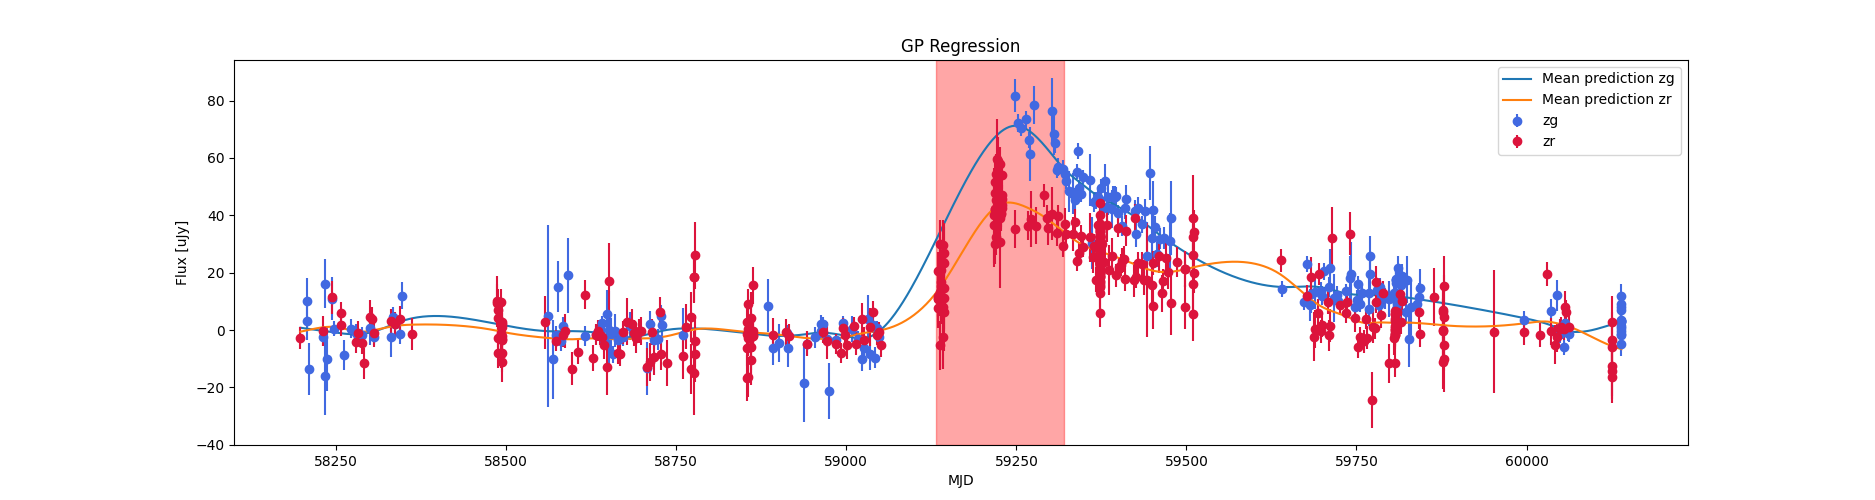 GP Regression
Mean prediction zg
Mean prediction zr
zg
zr
Flux [uJy]
80
60
40
20
0
−20
−40
58250 58500 58750 59000 59250 59500 59750 60000
MJD